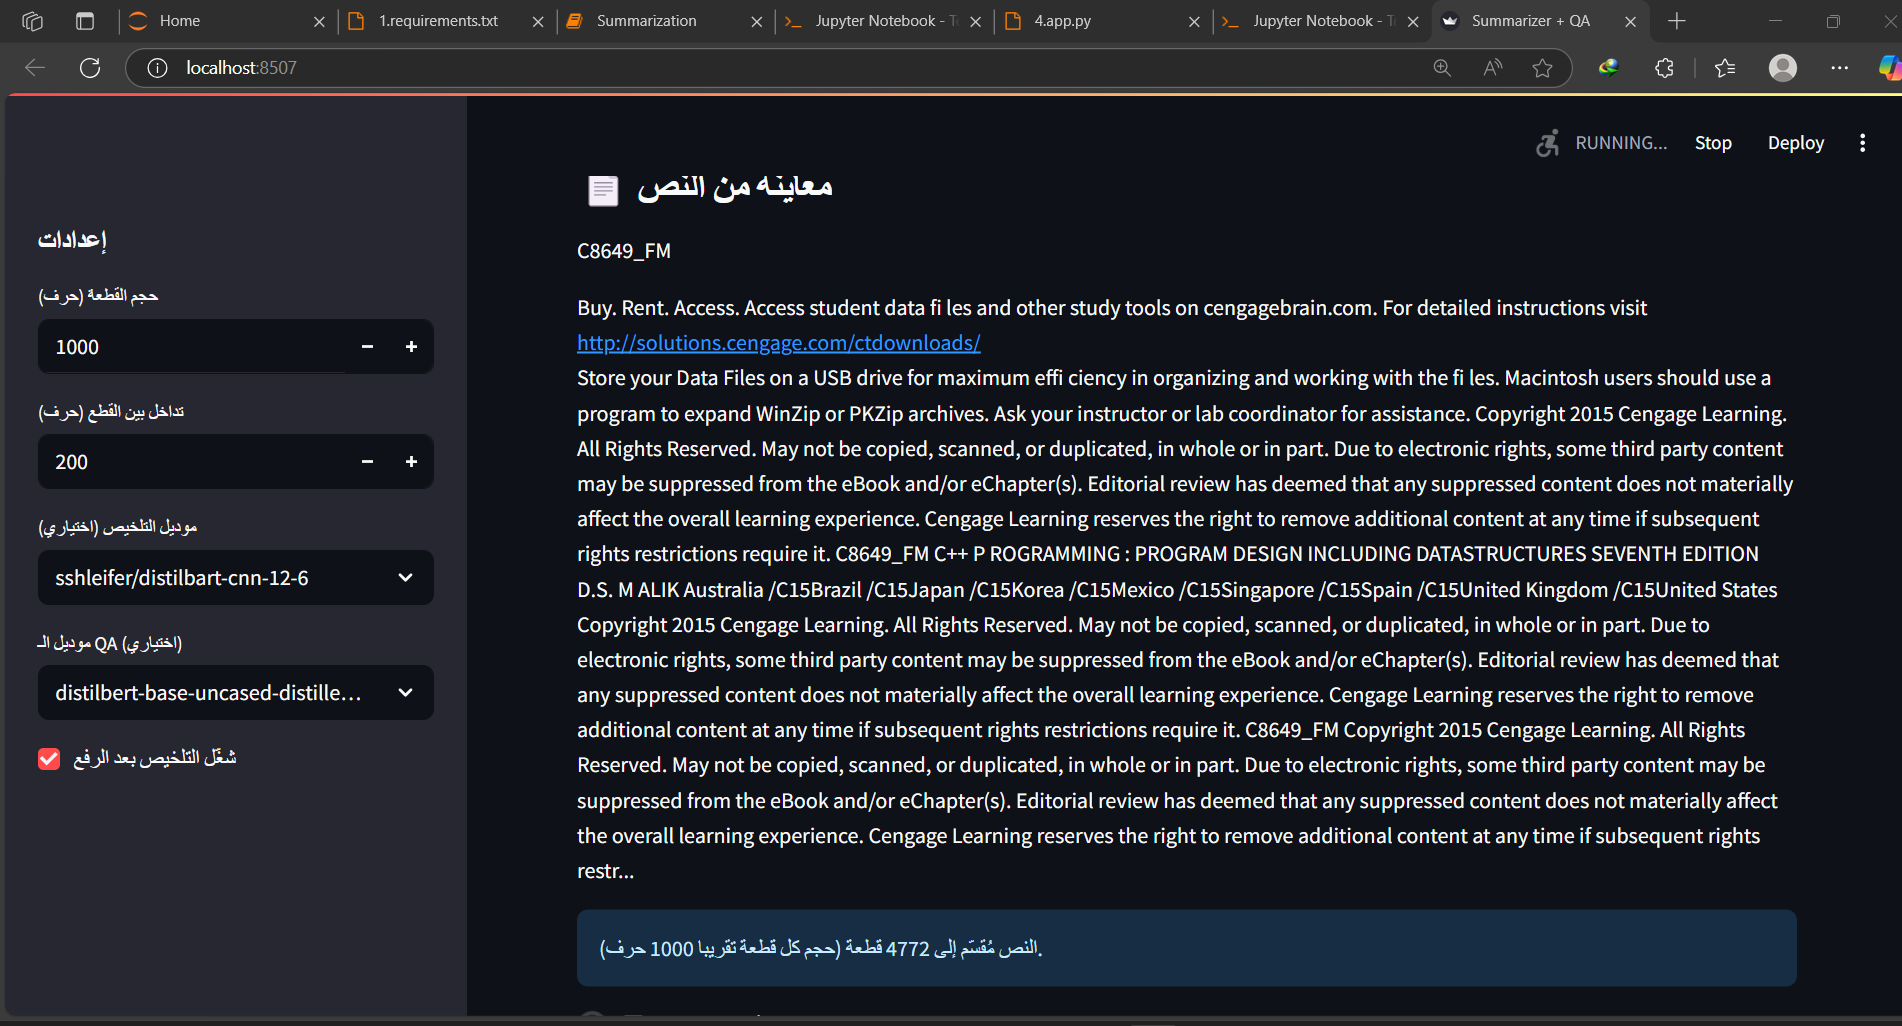 Home
1.requirements.txt
Summarization
Jupyter Notebook - Te
4.app.py
Jupyter Notebook - Te
Summarizer + QA
localhost:8507
RUNNING...
Stop
Deploy
إعدادات
حجم القطعة (حرف)
1000
تداخل بين القطع (حرف)
200
موديل التلخيص (اختياري)
sshleifer/distilbart-cnn-12-6
موديل الـ QA (اختياري)
distilbert-base-uncased-distille...
شغّل التلخيص بعد الرفع
معاينة من النص
C8649_FM
Buy. Rent. Access. Access student data fi les and other study tools on cengagebrain.com. For detailed instructions visit
http://solutions.cengage.com/ctdownloads/
Store your Data Files on a USB drive for maximum effi ciency in organizing and working with the fi les. Macintosh users should use a
program to expand WinZip or PKZip archives. Ask your instructor or lab coordinator for assistance. Copyright 2015 Cengage Learning.
All Rights Reserved. May not be copied, scanned, or duplicated, in whole or in part. Due to electronic rights, some third party content
may be suppressed from the eBook and/or eChapter(s). Editorial review has deemed that any suppressed content does not materially
affect the overall learning experience. Cengage Learning reserves the right to remove additional content at any time if subsequent
rights restrictions require it. C8649_FM C++ P ROGRAMMING : PROGRAM DESIGN INCLUDING DATASTRUCTURES SEVENTH EDITION
D.S. M ALIK Australia /C15Brazil /C15Japan /C15Korea /C15Mexico /C15Singapore /C15Spain /C15United Kingdom /C15United States
Copyright 2015 Cengage Learning. All Rights Reserved. May not be copied, scanned, or duplicated, in whole or in part. Due to
electronic rights, some third party content may be suppressed from the eBook and/or eChapter(s). Editorial review has deemed that
any suppressed content does not materially affect the overall learning experience. Cengage Learning reserves the right to remove
additional content at any time if subsequent rights restrictions require it. C8649_FM Copyright 2015 Cengage Learning. All Rights
Reserved. May not be copied, scanned, or duplicated, in whole or in part. Due to electronic rights, some third party content may be
suppressed from the eBook and/or eChapter(s). Editorial review has deemed that any suppressed content does not materially affect
the overall learning experience. Cengage Learning reserves the right to remove additional content at any time if subsequent rights
restr...
النص مُقسّم إلى 4772 قطعة (حجم كل قطعة تقريبا 1000 حرف).